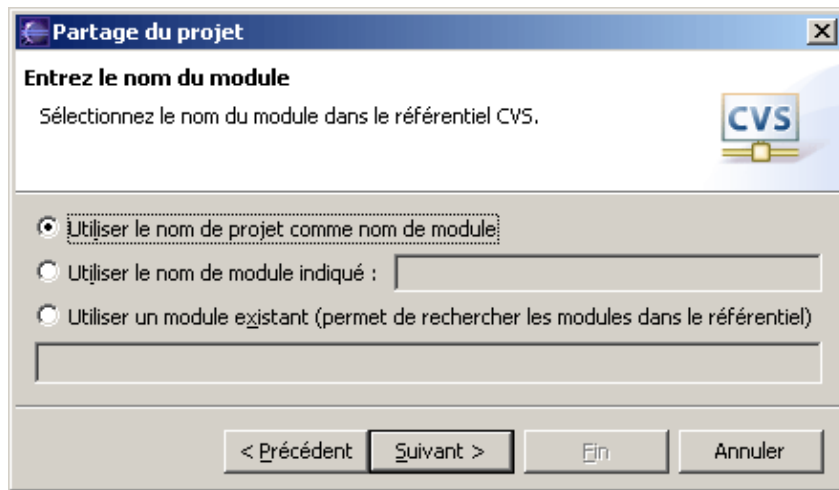 Partage du projet
Entrez le nom du module
Sélectionnez le nom du module dans le référentiel CVS.
CVS
Utiliser le nom de projet comme nom de module
Utiliser le nom de module indiqué :
Utiliser un module existant (permet de rechercher les modules dans le référentiel)
< Précédent Suivant > Fin Annuler